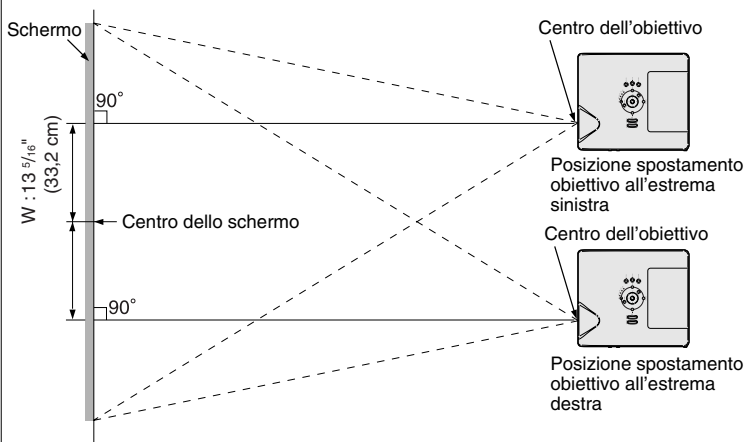 Schermo
Centro dell'obiettivo
90°
W : 13 5/16"
(33,2 cm)
Posizione spostamento
obiettivo all'estrema
sinistra
Centro dello schermo
Centro dell'obiettivo
90°
Posizione spostamento
obiettivo all'estrema
destra